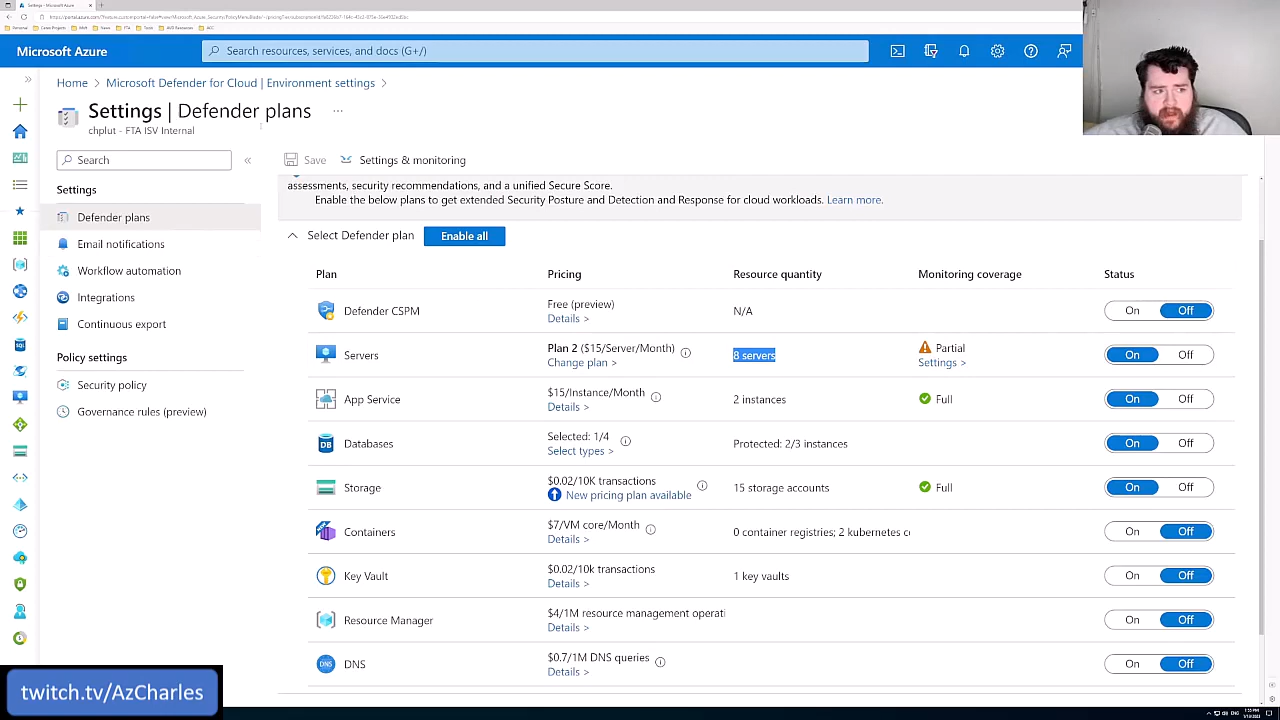 Settings - Microsoft Azure
Microsoft Azure
Search resources, services, and docs (G+/)
Home > Microsoft Defender for Cloud | Environment settings >
Settings | Defender plans ...
chplut - FTA ISV Internal
Search «
Save Settings & monitoring
Settings
assessments, security recommendations, and a unified Secure Score.
Enable the below plans to get extended Security Posture and Detection and Response for cloud workloads. Learn more.
Defender plans
Email notifications
Workflow automation
Integrations
Continuous export
Policy settings
Security policy
Governance rules (preview)
Select Defender plan Enable all
Plan Pricing Resource quantity Monitoring coverage Status
Defender CSPM Free (preview) N/A On Off
Details >
Servers Plan 2 ($15/Server/Month) 8 servers Partial On Off
Change plan > Settings >
App Service $15/Instance/Month 2 instances Full On Off
Details >
Databases Selected: 1/4 Protected: 2/3 instances On Off
Select types >
Storage $0.02/10K transactions 15 storage accounts Full On Off
New pricing plan available
Containers $7/VM core/Month 0 container registries; 2 kubernetes c On Off
Details >
Key Vault $0.02/10k transactions 1 key vaults On Off
Details >
Resource Manager $4/1M resource management operati On Off
Details >
DNS DNS $0.7/1M DNS queries On Off
Details >
twitch.tv/AzCharles